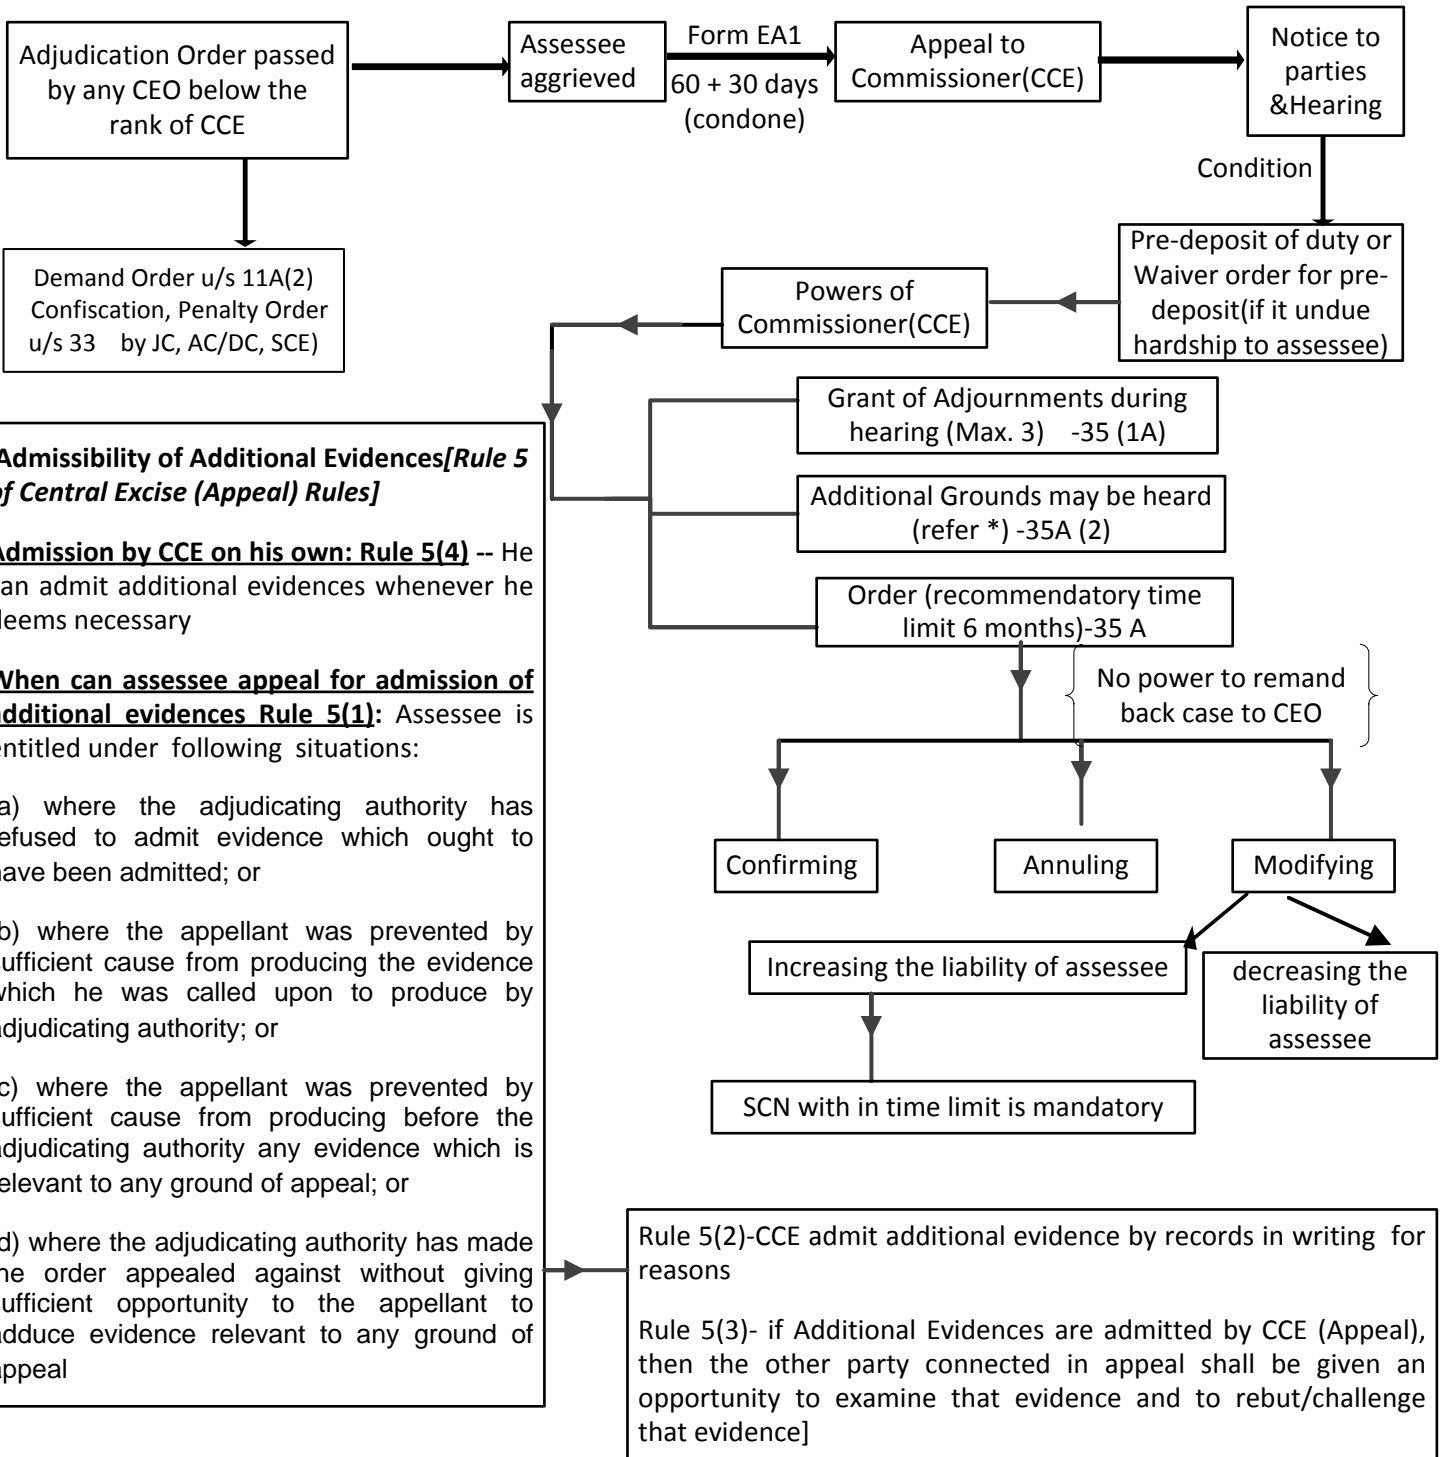 Adjudication Order passed
by any CEO below the
rank of CCE
Assessee
aggrieved
Form EA1
60 + 30 days
(condone)
Appeal to
Commissioner(CCE)
Notice to
parties
&Hearing
Condition
Demand Order u/s 11A(2)
Confiscation, Penalty Order
u/s 33 by JC, AC/DC, SCE)
Pre-deposit of duty or
Waiver order for pre-
deposit(if it undue
hardship to assessee)
Powers of
Commissioner(CCE)
Grant of Adjournments during
hearing (Max. 3) -35 (1A)
Additional Grounds may be heard
(refer *) -35A (2)
Order (recommendatory time
limit 6 months)-35 A
No power to remand
back case to CEO
Confirming
Annuling
Modifying
Increasing the liability of assessee
decreasing the
liability of
assessee
SCN with in time limit is mandatory
Admissibility of Additional Evidences[Rule 5
of Central Excise (Appeal) Rules]
Admission by CCE on his own: Rule 5(4) -- He
an admit additional evidences whenever he
deems necessary
When can assessee appeal for admission of
additional evidences Rule 5(1): Assessee is
entitled under following situations:
a) where the adjudicating authority has
refused to admit evidence which ought to
have been admitted; or
b) where the appellant was prevented by
sufficient cause from producing the evidence
which he was called upon to produce by
adjudicating authority; or
c) where the appellant was prevented by
sufficient cause from producing before the
adjudicating authority any evidence which is
relevant to any ground of appeal; or
d) where the adjudicating authority has made
the order appealed against without giving
sufficient opportunity to the appellant to
adduce evidence relevant to any ground of
appeal
Rule 5(2)-CCE admit additional evidence by records in writing for
reasons
Rule 5(3)- if Additional Evidences are admitted by CCE (Appeal),
then the other party connected in appeal shall be given an
opportunity to examine that evidence and to rebut/challenge
that evidence]